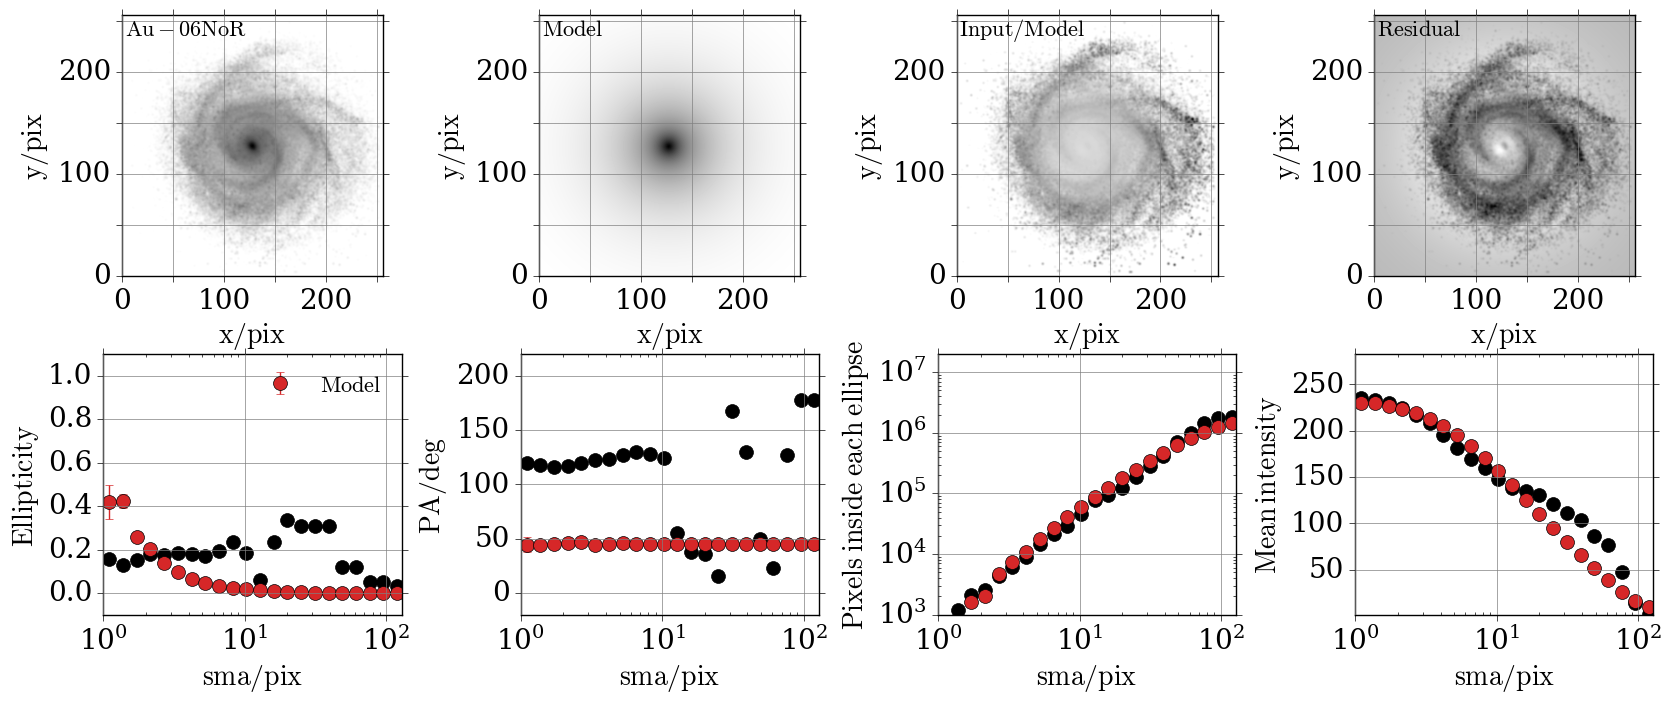 Au − 06NoR
y/pix
200
100
0
0 100 200
x/pix
Model
y/pix
200
100
0
0 100 200
x/pix
Input/Model
y/pix
200
100
0
0 100 200
x/pix
Residual
y/pix
200
100
0
0 100 200
x/pix
Model
Ellipticity
1.0
0.8
0.6
0.4
0.2
0.0
10^0 10^1 10^2
sma/pix
PA/deg
200
150
100
50
0
10^0 10^1 10^2
sma/pix
Pixels inside each ellipse
10^7
10^6
10^5
10^4
10^3
10^0 10^1 10^2
sma/pix
Mean intensity
250
200
150
100
50
10^0 10^1 10^2
sma/pix